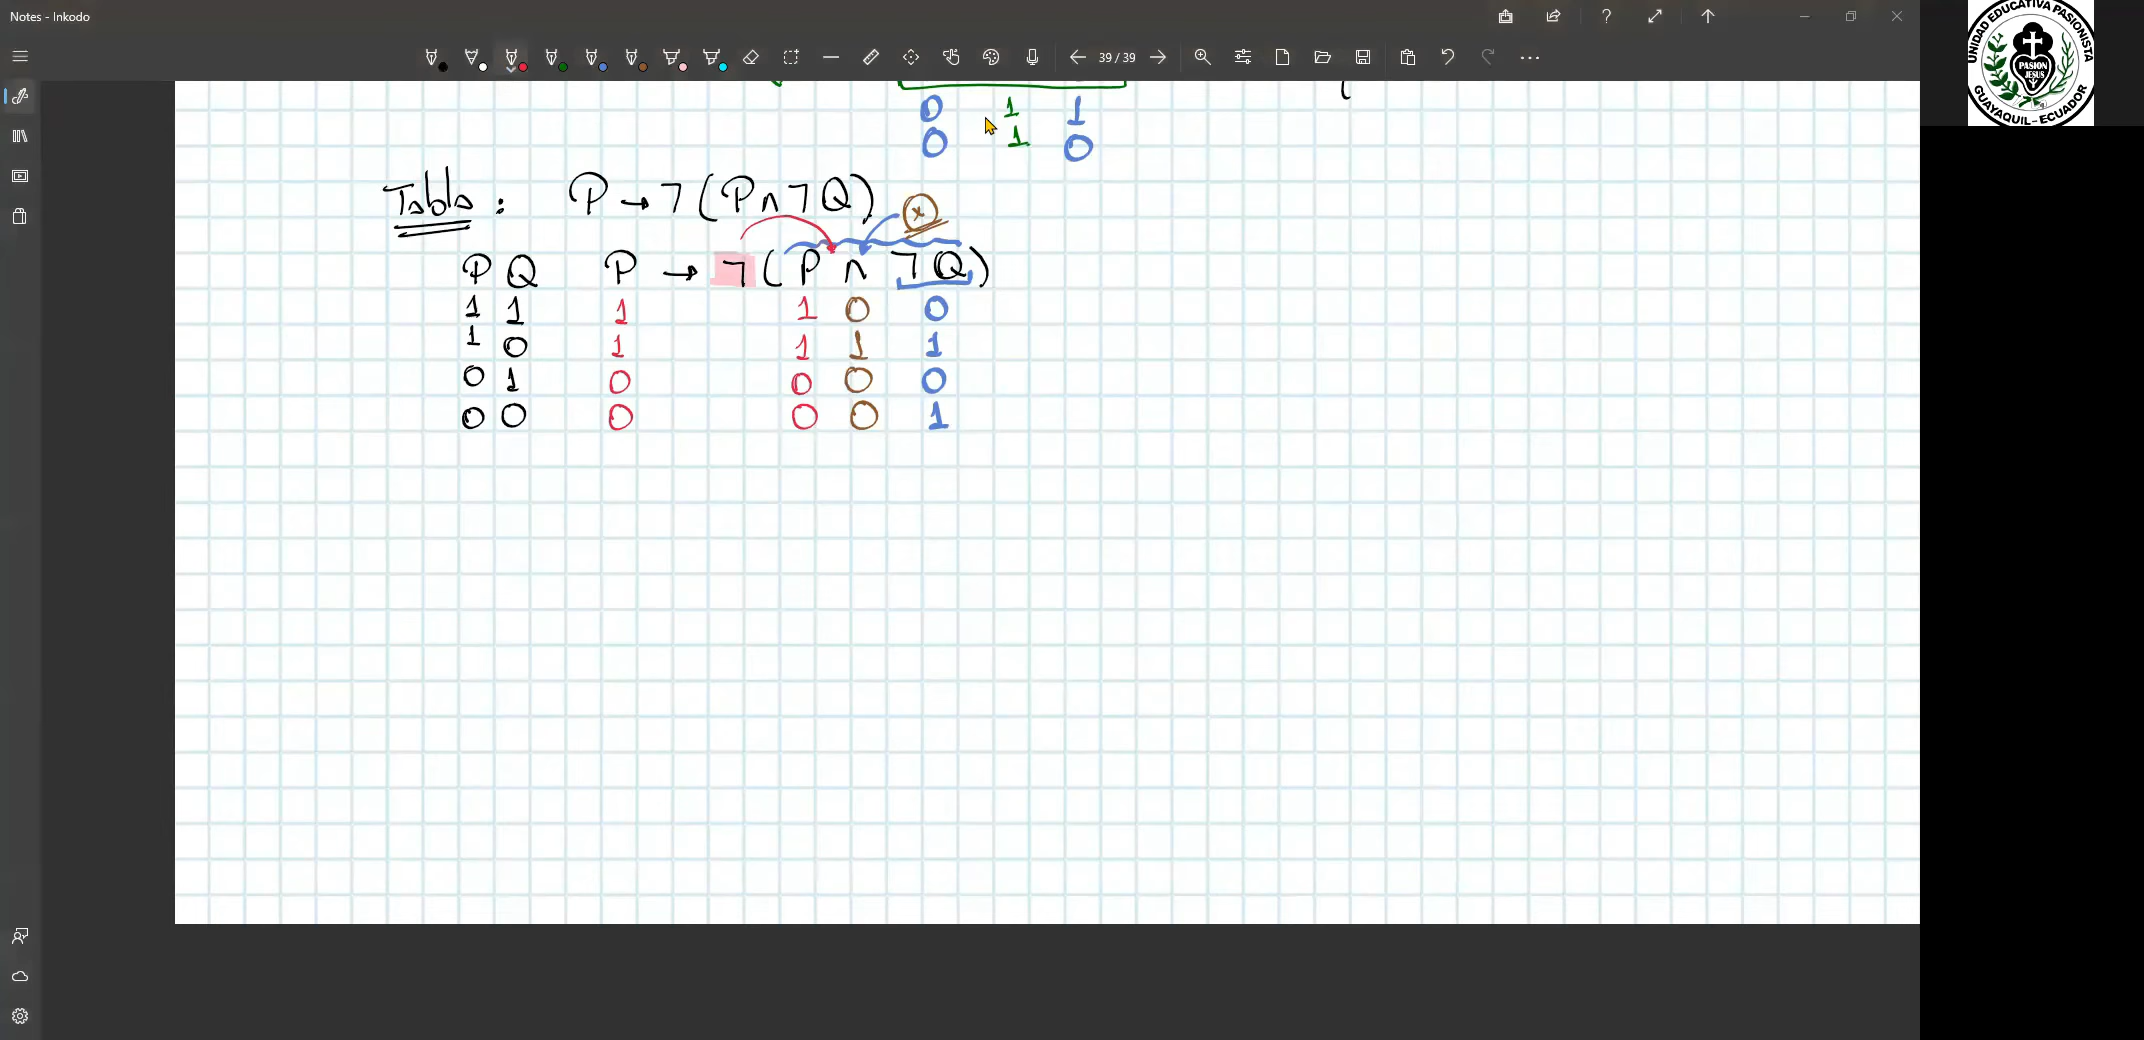 Notes - Inkodo
39 / 39
UNIDAD EDUCATIVA PASIONISTA
PASION JESUS
GUAYAQUIL-ECUADOR
0 1 1
0 1 0
Tabla : P → ¬ ( P ∧ ¬ Q )
x
P Q P → ¬ ( P ∧ ¬ Q )
1 1 1 1 0 0
1 0 1 1 1 1
0 1 0 0 0 0
0 0 0 0 0 1